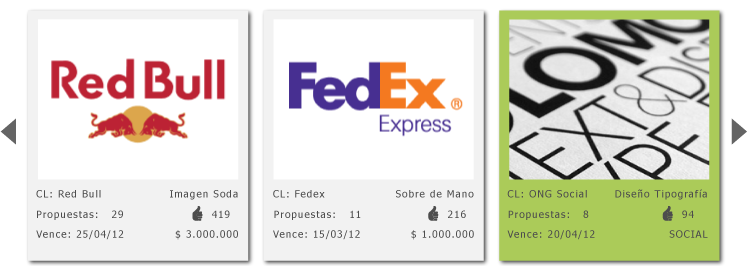 Red Bull
CL: Red Bull Imagen Soda
Propuestas: 29 419
Vence: 25/04/12 $ 3.000.000
FedEx ®
Express
CL: Fedex Sobre de Mano
Propuestas: 11 216
Vence: 15/03/12 $ 1.000.000
LOMO
EXT & DIS
YPE
CL: ONG Social Diseño Tipografía
Propuestas: 8 94
Vence: 20/04/12 SOCIAL